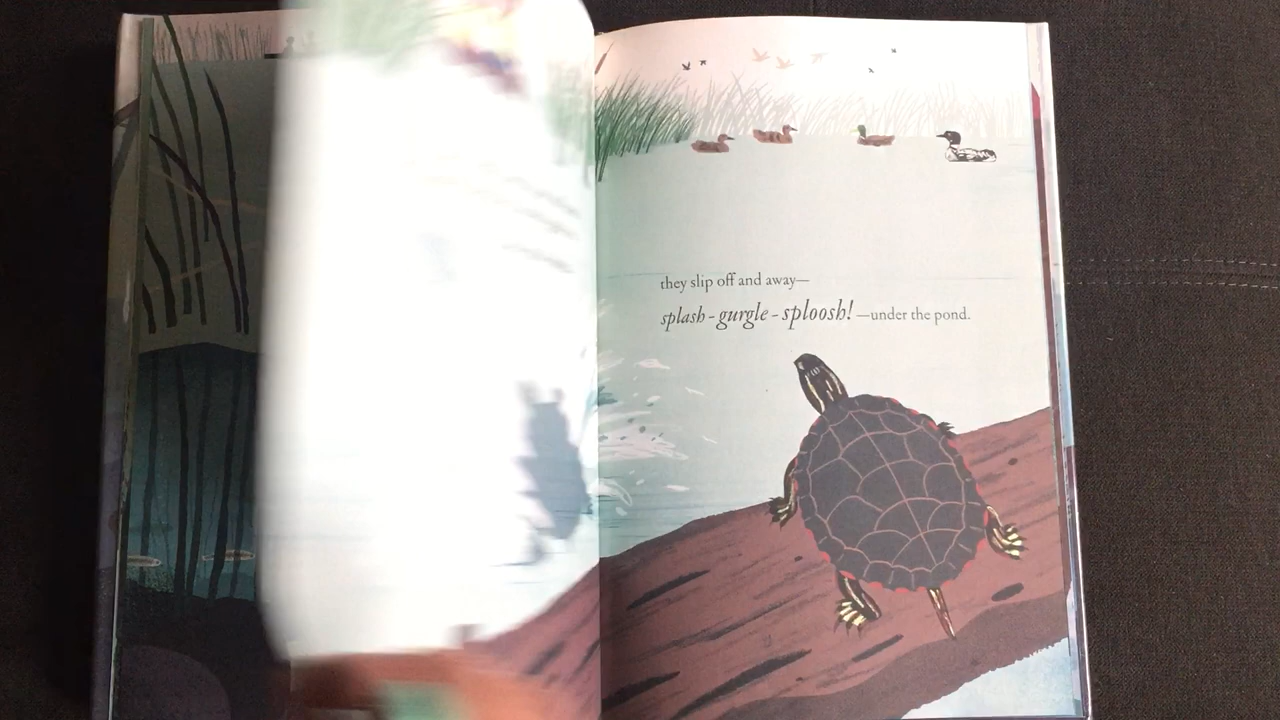 they slip off and away—
splash - gurgle - sploosh! —under the pond.